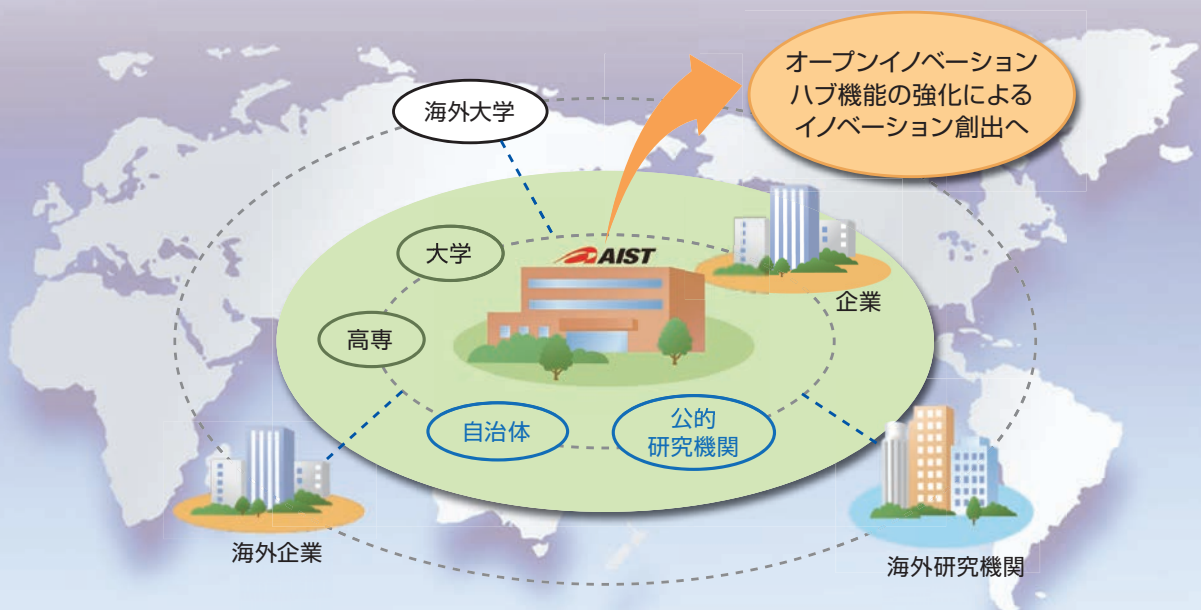 オープンイノベーション
ハブ機能の強化による
イノベーション創出へ
海外大学
大学
AIST
企業
高専
自治体
公的
研究機関
海外企業
海外研究機関